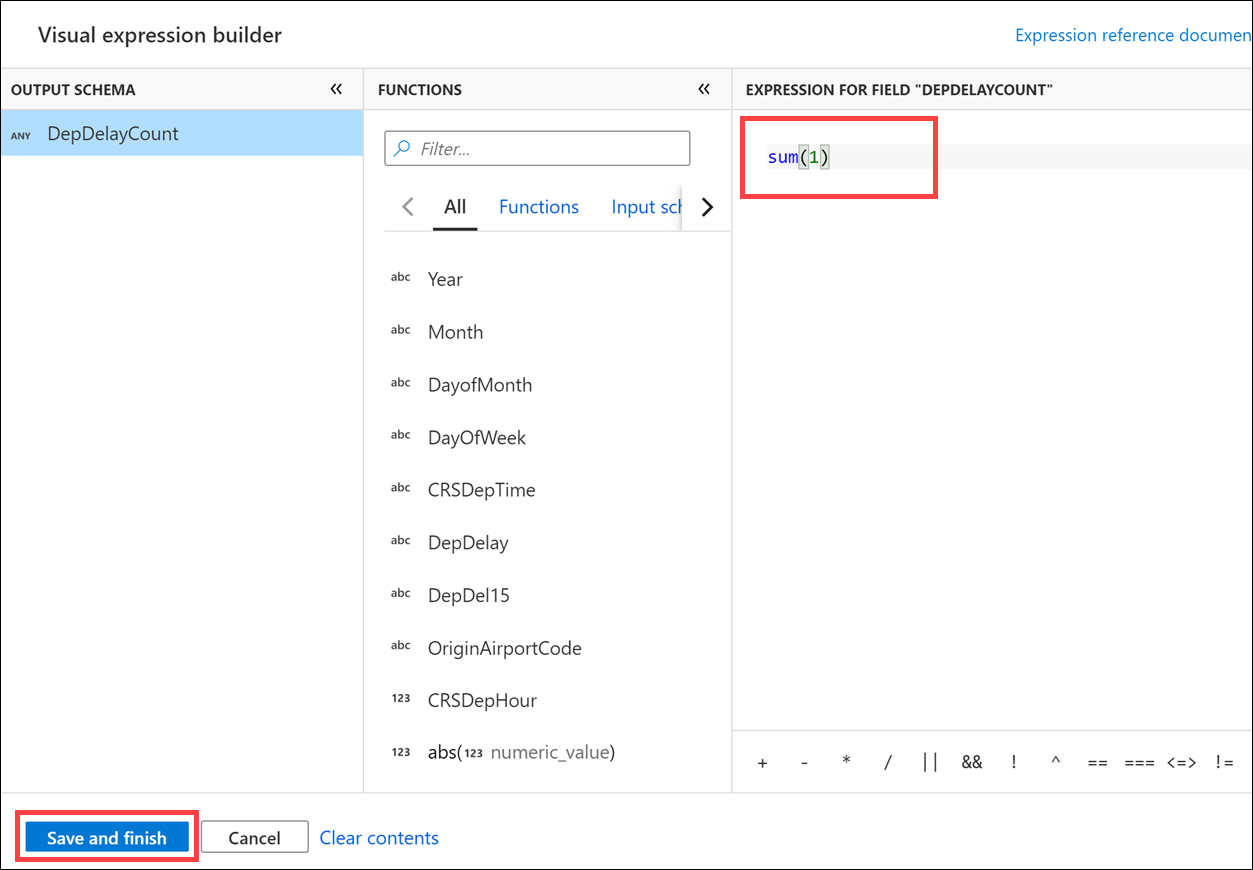 Visual expression builder
Expression reference documen
OUTPUT SCHEMA «
FUNCTIONS «
EXPRESSION FOR FIELD "DEPDELAYCOUNT"
ANY DepDelayCount
Filter...
sum(1)
All Functions Input sch
abc Year
abc Month
abc DayofMonth
abc DayOfWeek
abc CRSDepTime
abc DepDelay
abc DepDel15
abc OriginAirportCode
123 CRSDepHour
123 abs(123 numeric_value)
+ - * / || && ! ^ == === <=> !=
Save and finish Cancel Clear contents